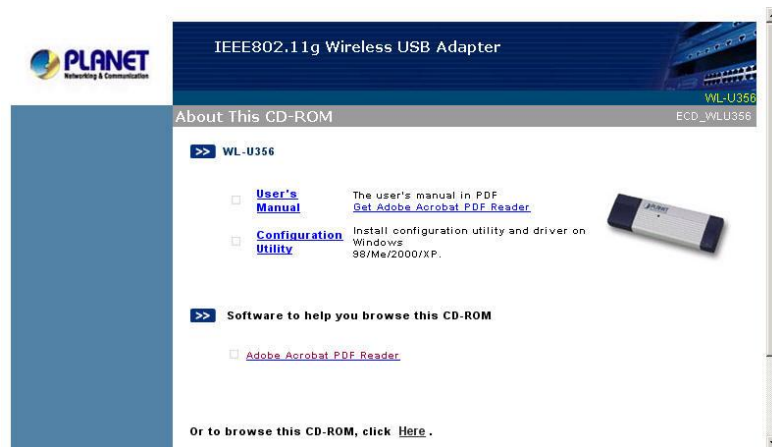 PLANET
Networking & Communication
IEEE802.11g Wireless USB Adapter
WL-U356
About This CD-ROM
ECD_WLU356
>> WL-U356
User's Manual
The user's manual in PDF
Get Adobe Acrobat PDF Reader
Configuration Utility
Install configuration utility and driver on
Windows
98/Me/2000/XP.
PLANET
>> Software to help you browse this CD-ROM
Adobe Acrobat PDF Reader
Or to browse this CD-ROM, click Here .